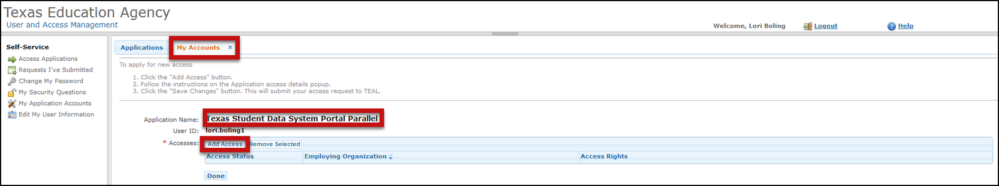 Texas Education Agency
User and Access Management
Welcome, Lori Boling
Logout
Help
Self-Service
Access Applications
Requests I've Submitted
Change My Password
My Security Questions
My Application Accounts
Edit My User Information
Applications
My Accounts
To apply for new access
1. Click the "Add Access" button.
2. Follow the instructions on the Application access details popup.
3. Click the "Save Changes" button. This will submit your access request to TEAL.
Application Name: Texas Student Data System Portal Parallel
User ID: lori.boling1
* Accesses: Add Access Remove Selected
Access Status Employing Organization Access Rights
Done